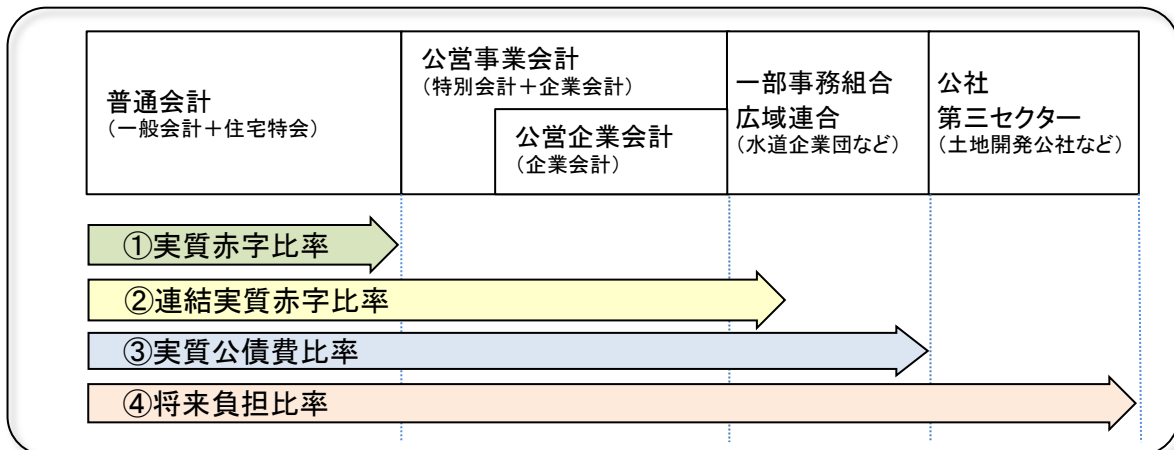 普通会計
（一般会計＋住宅特会）
公営事業会計
（特別会計＋企業会計）
公営企業会計
（企業会計）
一部事務組合
広域連合
（水道企業団など）
公社
第三セクター
（土地開発公社など）
①実質赤字比率
②連結実質赤字比率
③実質公債費比率
④将来負担比率